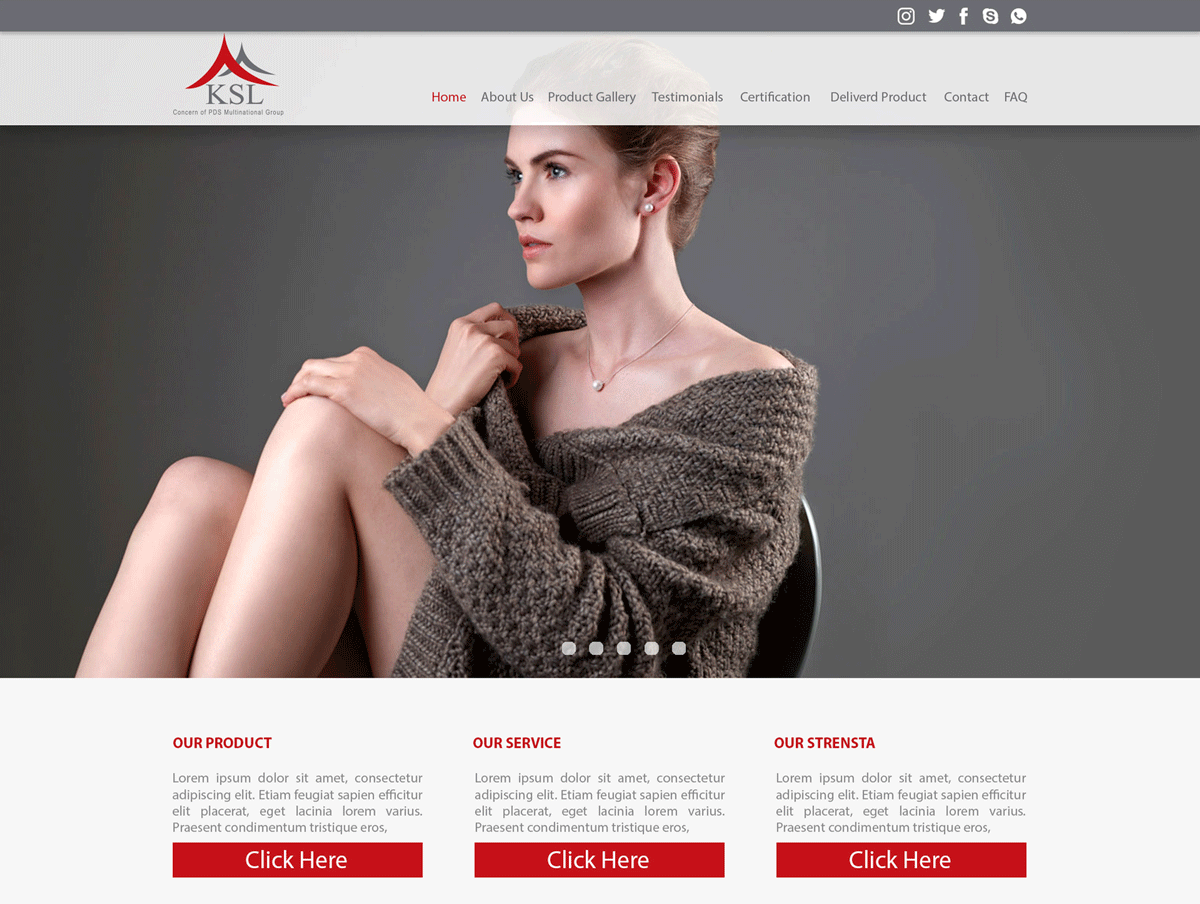 KSL
Concern of PDS Multinational Group
Home About Us Product Gallery Testimonials Certification Deliverd Product Contact FAQ
OUR PRODUCT
Lorem ipsum dolor sit amet, consectetur
adipiscing elit. Etiam feugiat sapien efficitur
elit placerat, eget lacinia lorem varius.
Praesent condimentum tristique eros,
Click Here
OUR SERVICE
Lorem ipsum dolor sit amet, consectetur
adipiscing elit. Etiam feugiat sapien efficitur
elit placerat, eget lacinia lorem varius.
Praesent condimentum tristique eros,
Click Here
OUR STRENSTA
Lorem ipsum dolor sit amet, consectetur
adipiscing elit. Etiam feugiat sapien efficitur
elit placerat, eget lacinia lorem varius.
Praesent condimentum tristique eros,
Click Here